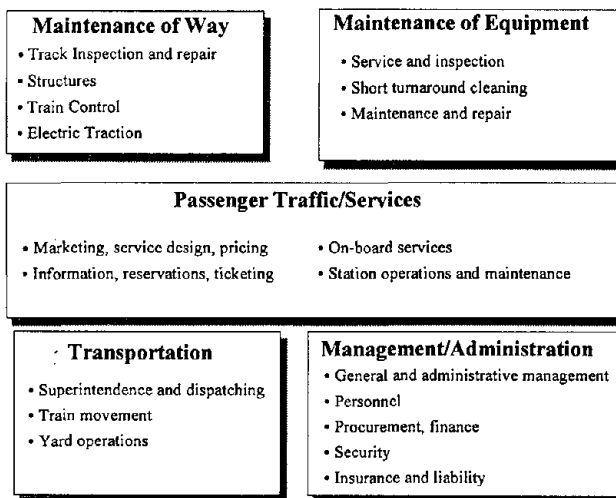 Maintenance of Way
• Track Inspection and repair
• Structures
• Train Control
• Electric Traction
Maintenance of Equipment
• Service and inspection
• Short turnaround cleaning
• Maintenance and repair
Passenger Traffic/Services
• Marketing, service design, pricing
• Information, reservations, ticketing
• On-board services
• Station operations and maintenance
Transportation
• Superintendence and dispatching
• Train movement
• Yard operations
Management/Administration
• General and administrative management
• Personnel
• Procurement, finance
• Security
• Insurance and liability